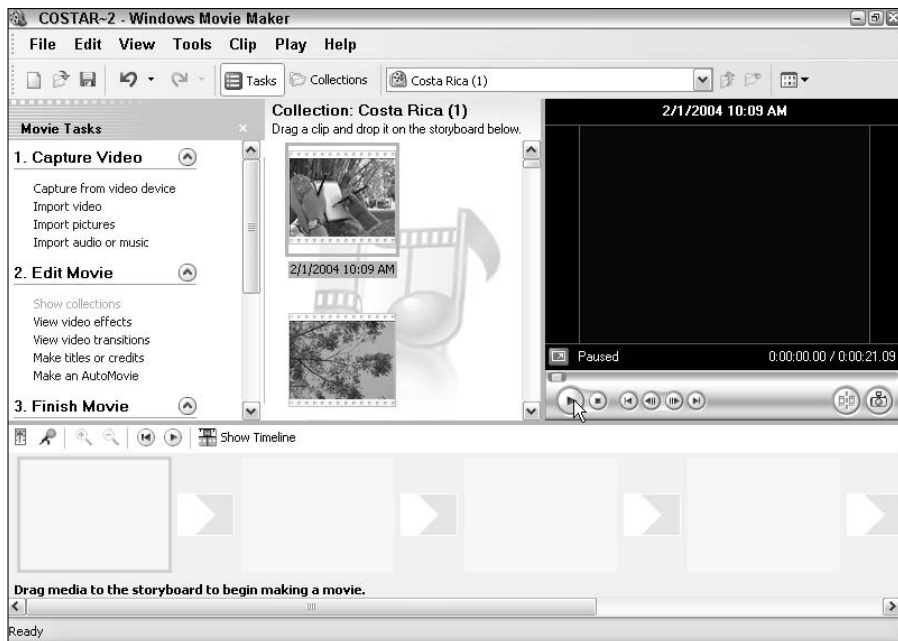 COSTAR~2 - Windows Movie Maker
File Edit View Tools Clip Play Help
Tasks Collections Costa Rica (1)
Movie Tasks
1. Capture Video
Capture from video device
Import video
Import pictures
Import audio or music
2. Edit Movie
Show collections
View video effects
View video transitions
Make titles or credits
Make an AutoMovie
3. Finish Movie
Collection: Costa Rica (1)
Drag a clip and drop it on the storyboard below.
2/1/2004 10:09 AM
2/1/2004 10:09 AM
Paused 0:00:00.00 / 0:00:21.09
Show Timeline
Drag media to the storyboard to begin making a movie.
Ready